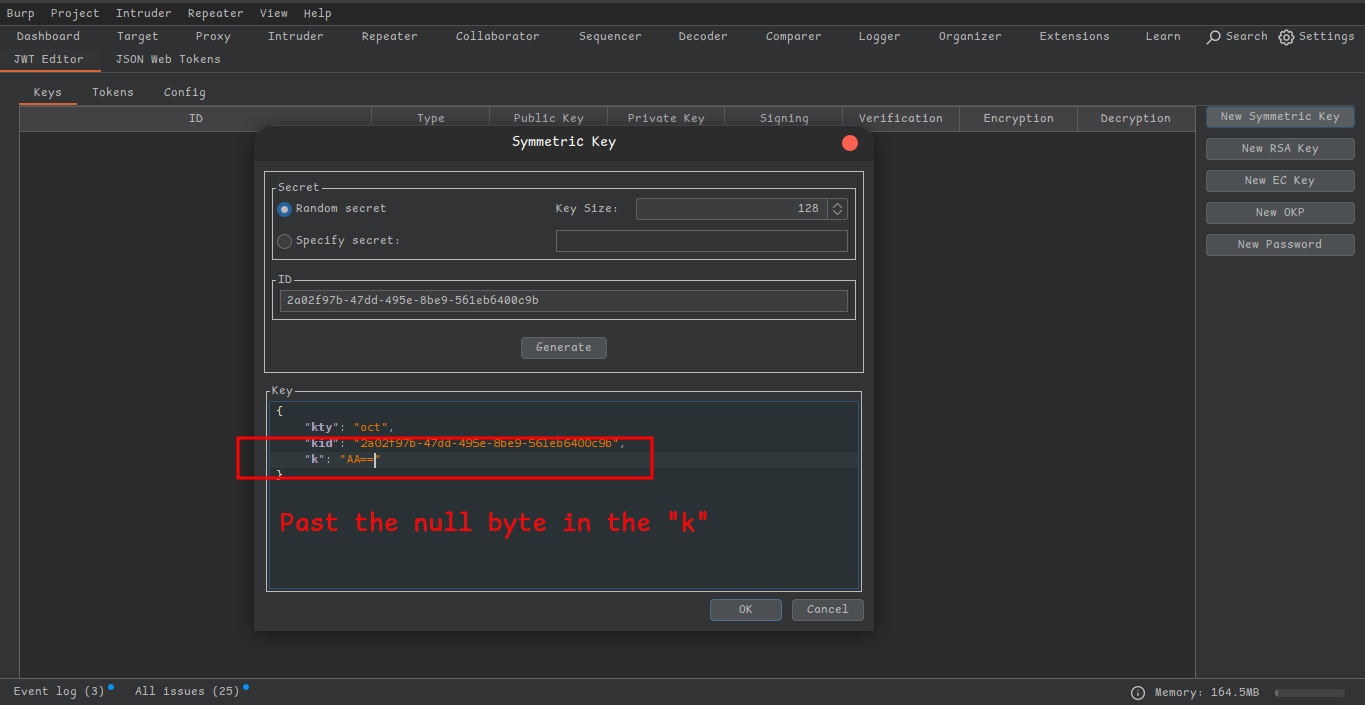 Burp Project Intruder Repeater View Help
Dashboard Target Proxy Intruder Repeater Collaborator Sequencer Decoder Comparer Logger Organizer Extensions Learn Search Settings
JWT Editor JSON Web Tokens
Keys Tokens Config
ID Type Public Key Private Key Signing Verification Encryption Decryption
New Symmetric Key
New RSA Key
New EC Key
New OKP
New Password
Symmetric Key
Secret
Random secret Key Size: 128
Specify secret:
ID
2a02f97b-47dd-495e-8be9-561eb6400c9b
Generate
Key
{
"kty": "oct",
"kid": "2a02f97b-47dd-495e-8be9-561eb6400c9b",
"k": "AA=="
}
Past the null byte in the "k"
OK Cancel
Event log (3) All issues (25) Memory: 164.5MB